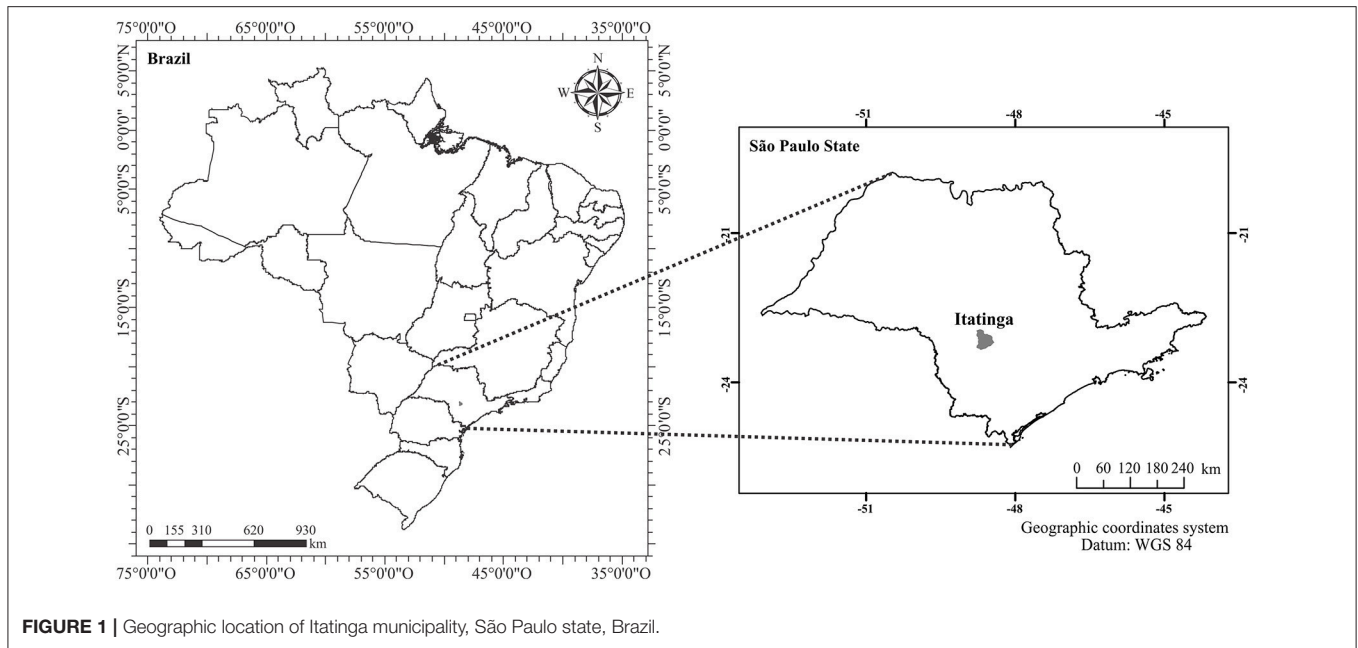 75°0'0"O 65°0'0"O 55°0'0"O 45°0'0"O 35°0'0"O
Brazil
N
W E
S
5°0'0"N
0°0'0"
5°0'0"S
15°0'0"S
25°0'0"S
5°0'0"N
0°0'0"
5°0'0"S
15°0'0"S
25°0'0"S
0 155 310 620 930
km
75°0'0"O 65°0'0"O 55°0'0"O 45°0'0"O 35°0'0"O
-51 -48 -45
São Paulo State
-21 -21
Itatinga
-24 -24
0 60 120 180 240 km
-51 -48 -45
Geographic coordinates system
Datum: WGS 84
FIGURE 1 | Geographic location of Itatinga municipality, São Paulo state, Brazil.